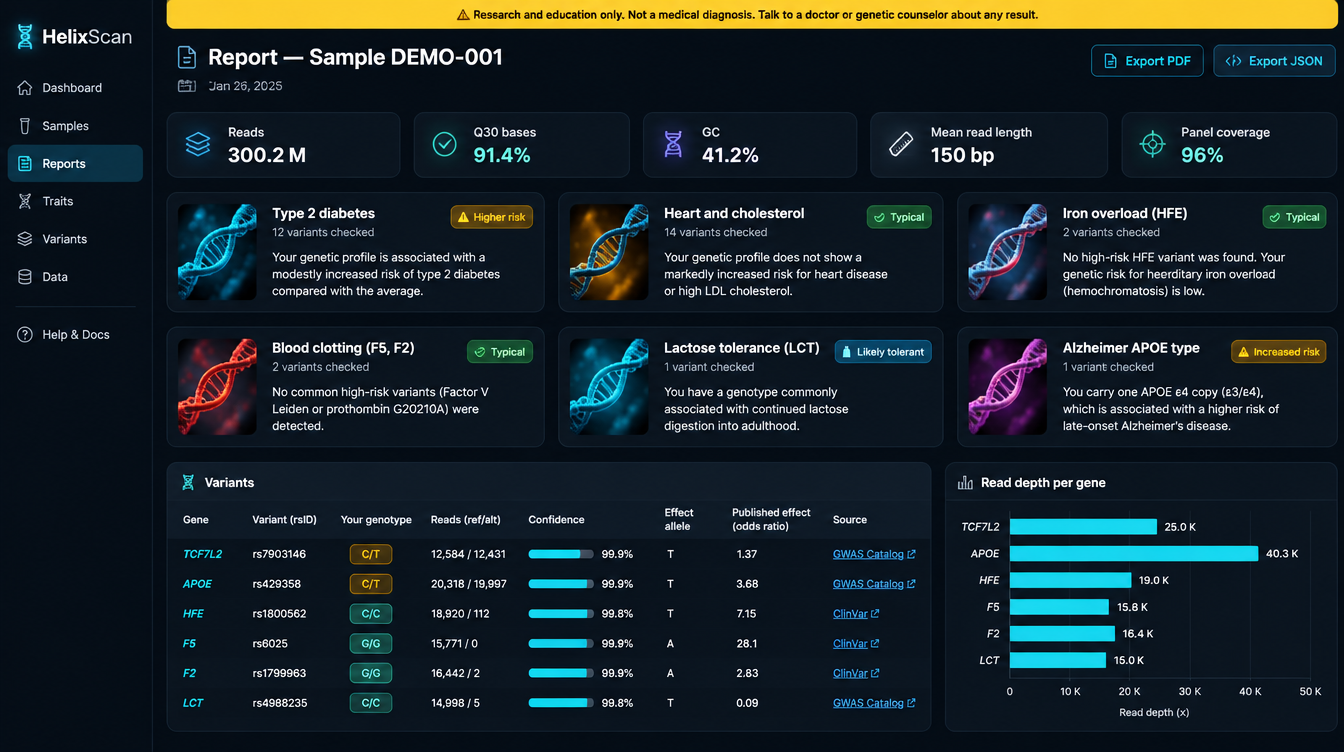 ⚠ Ressarch and education only. Not a medical diagnosis. Talk to a doctor or genetic counselor about any result.
HelixScan
Dashboard
Samples
Reports
Traits
Variants
Data
Help & Docs
Report — Sample DEMO-001
Jan 26, 2025
Export PDF
Export JSON
Reads
300.2 M
Q30 bases
91.4%
GC
41.2%
Mean read length
150 bp
Panel coverage
96%
Type 2 diabetes
Higher risk
12 variants checked
Your genetic profile is associated with a
modestly increased risk of type 2 diabetes
compared with the average.
Heart and cholesterol
Typical
14 variants checked
Your genetic profile does not show a
markedly increased risk for heart disease
or high LDL cholesterol.
Iron overload (HFE)
Typical
2 variants checked
No high-risk HFE variant was found. Your
genetic risk for heerditary iron overload
(hemochromatosis) is low.
Blood clotting (F5, F2)
Typical
2 variants checked
No common high-risk variants (Factor V
Leiden or prothombin G20210A) were
detected.
Lactose tolerance (LCT)
Likely tolerant
1 variant checked
You have a genotype commonly
associated with continued lactose
digestion into adulthood.
Alzheimer APOE type
Increased risk
1 variant checked
You carry one APOE ε4 copy (ε3/ε4),
which is associated with a higher risk of
late-onset Alzheimer's disease.
Variants
Gene Variant (rsID) Your genotype Reads (ref/alt) Confidence Effect allele Published effect (odds ratio) Source
TCF7L2 rs7903146 C/T 12,584 / 12,431 99.9% T 1.37 GWAS Catalog
APOE rs429358 C/T 20,318 / 19,997 99.9% T 3.68 GWAS Catalog
HFE rs1800562 C/C 18,920 / 112 99.8% T 7.15 ClinVar
F5 rs6025 G/G 15,771 / 0 99.9% A 28.1 ClinVar
F2 rs1799963 G/G 16,442 / 2 99.9% A 2.83 ClinVar
LCT rs4988235 C/C 14,998 / 5 99.8% T 0.09 GWAS Catalog
Read depth per gene
TCF7L2 25.0 K
APOE 40.3 K
HFE 19.0 K
F5 15.8 K
F2 16.4 K
LCT 15.0 K
0 10 K 20 K 30 K 40 K 50 K
Read depth (x)